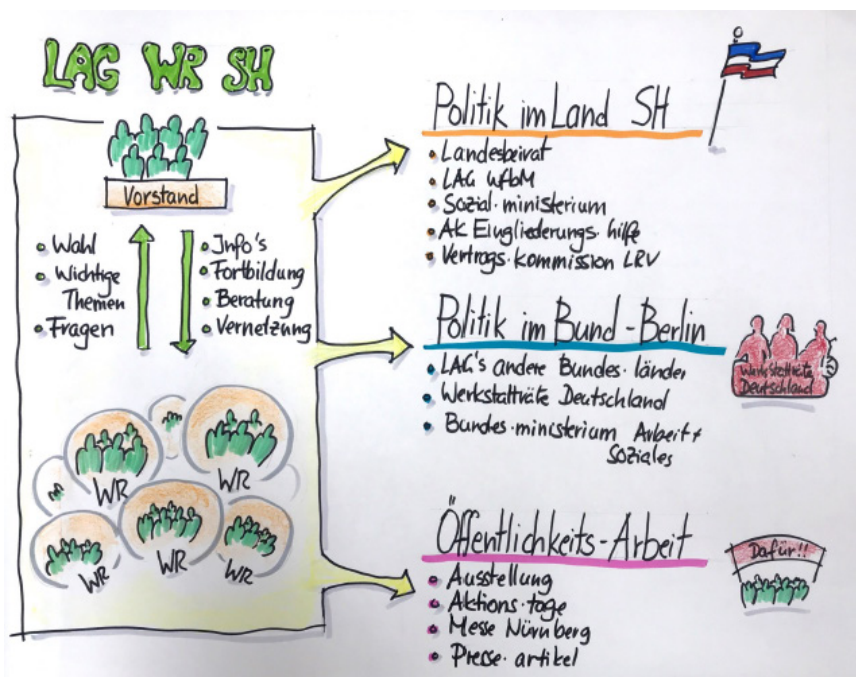 LAG WR SH
Vorstand
Wahl
Wichtige
Themen
Fragen
Info's
Fortbildung
Beratung
Vernetzung
WR
WR
WR
WR
WR
Politik im Land SH
Landesbeirat
LAG WfbM
Sozial·ministerium
AK Eingliederungs·hilfe
Vertrags·kommission LRV
Politik im Bund - Berlin
LAG's andere Bundes·länder
Werkstatträte Deutschland
Bundes·ministerium Arbeit +
Soziales
Werkstatträte
Deutschland
Öffentlichkeits-Arbeit
Ausstellung
Aktions·tage
Messe Nürnberg
Presse·artikel
Dafür!!